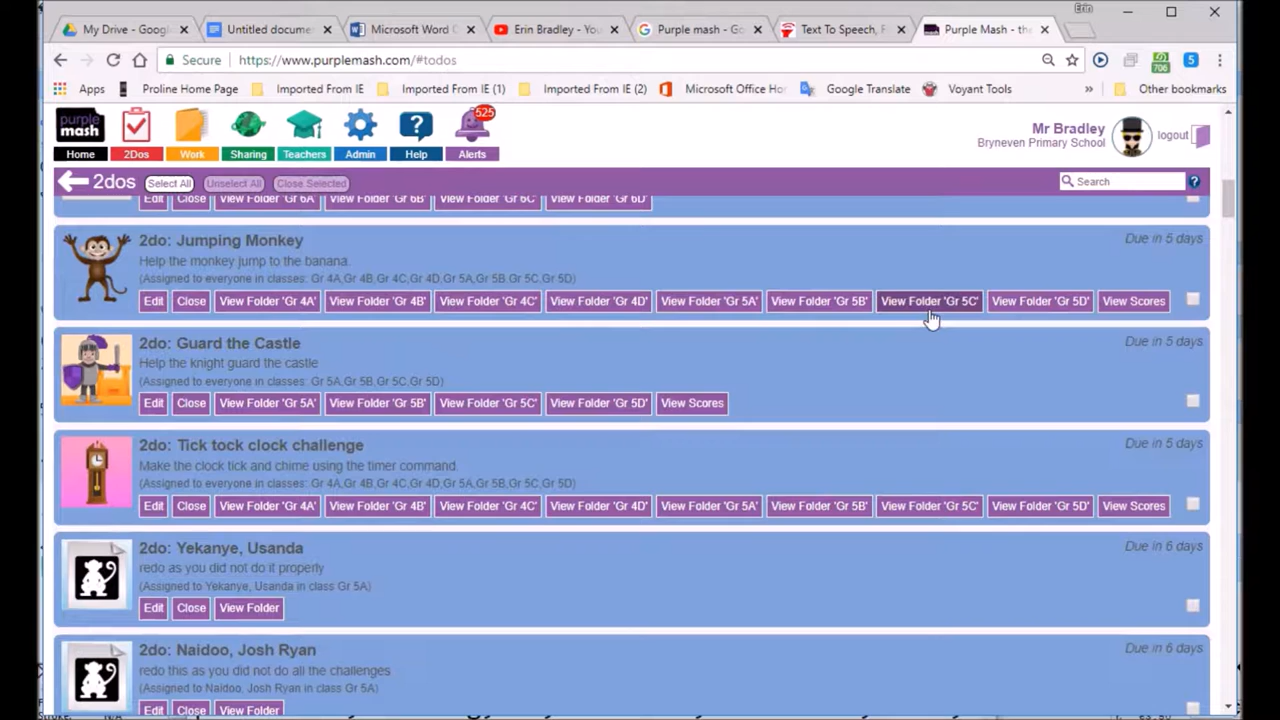 Erin
My Drive - Googl
Untitled docume
Microsoft Word C
Erin Bradley - You
Purple mash - Go
Text To Speech, F
Purple Mash - the
Secure https://www.purplemash.com/#todos
706
5
Apps Proline Home Page Imported From IE Imported From IE (1) Imported From IE (2) Microsoft Office Ho Google Translate Voyant Tools » Other bookmarks
purple mash
525
Home 2Dos Work Sharing Teachers Admin Help Alerts
Mr Bradley
Bryneven Primary School
logout
2dos Select All Unselect All Close Selected Search ?
Edit Close View Folder 'Gr 6A' View Folder 'Gr 6B' View Folder 'Gr 6C' View Folder 'Gr 6D'
2do: Jumping Monkey Due in 5 days
Help the monkey jump to the banana.
(Assigned to everyone in classes: Gr 4A,Gr 4B,Gr 4C,Gr 4D,Gr 5A,Gr 5B,Gr 5C,Gr 5D)
Edit Close View Folder 'Gr 4A' View Folder 'Gr 4B' View Folder 'Gr 4C' View Folder 'Gr 4D' View Folder 'Gr 5A' View Folder 'Gr 5B' View Folder 'Gr 5C' View Folder 'Gr 5D' View Scores
2do: Guard the Castle Due in 5 days
Help the knight guard the castle
(Assigned to everyone in classes: Gr 5A,Gr 5B,Gr 5C,Gr 5D)
Edit Close View Folder 'Gr 5A' View Folder 'Gr 5B' View Folder 'Gr 5C' View Folder 'Gr 5D' View Scores
2do: Tick tock clock challenge Due in 5 days
Make the clock tick and chime using the timer command.
(Assigned to everyone in classes: Gr 4A,Gr 4B,Gr 4C,Gr 4D,Gr 5A,Gr 5B,Gr 5C,Gr 5D)
Edit Close View Folder 'Gr 4A' View Folder 'Gr 4B' View Folder 'Gr 4C' View Folder 'Gr 4D' View Folder 'Gr 5A' View Folder 'Gr 5B' View Folder 'Gr 5C' View Folder 'Gr 5D' View Scores
2do: Yekanye, Usanda Due in 6 days
redo as you did not do it properly
(Assigned to Yekanye, Usanda in class Gr 5A)
Edit Close View Folder
2do: Naidoo, Josh Ryan Due in 6 days
redo this as you did not do all the challenges
(Assigned to Naidoo, Josh Ryan in class Gr 5A)
Edit Close View Folder